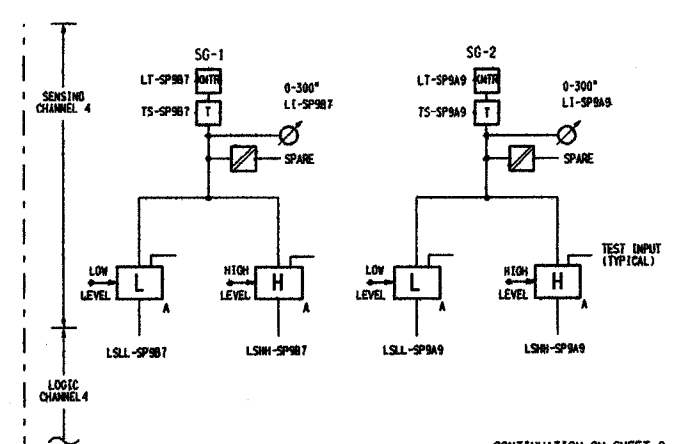 SG-1
SG-2
LT-SP9B7
XMTR
LT-SP9A9
XMTR
0-300"
LI-SP9B7
0-300"
LI-SP9A9
SENSING
CHANNEL 4
TS-SP9B7
T
TS-SP9A9
T
SPARE
SPARE
LOW
LEVEL
L
A
HIGH
LEVEL
H
A
LOW
LEVEL
L
A
HIGH
LEVEL
H
A
TEST INPUT
(TYPICAL)
LSLL-SP9B7
LSHH-SP9B7
LSLL-SP9A9
LSHH-SP9A9
LOGIC
CHANNEL 4
CONTINUATION ON SHEET